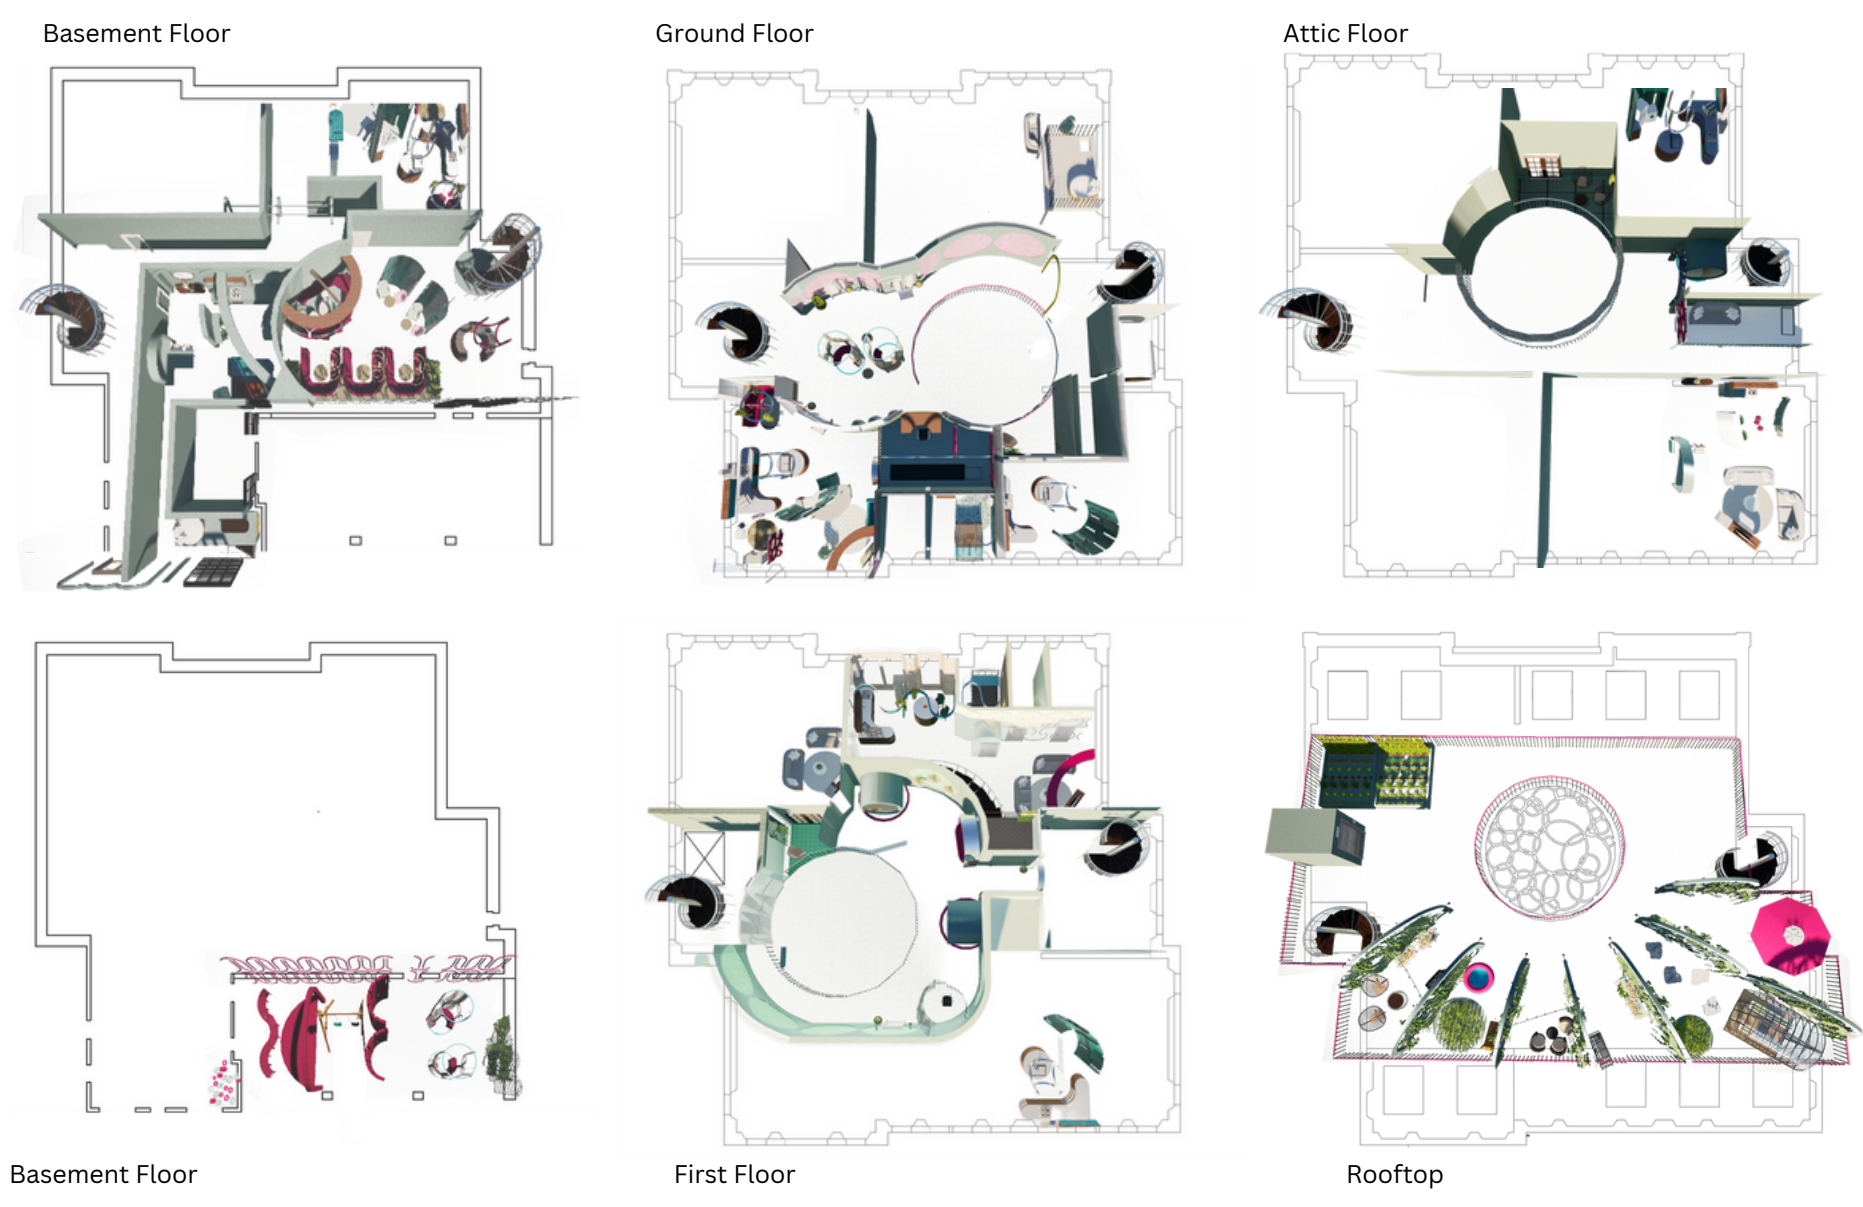 Basement Floor
Ground Floor
Attic Floor
Basement Floor
First Floor
Rooftop